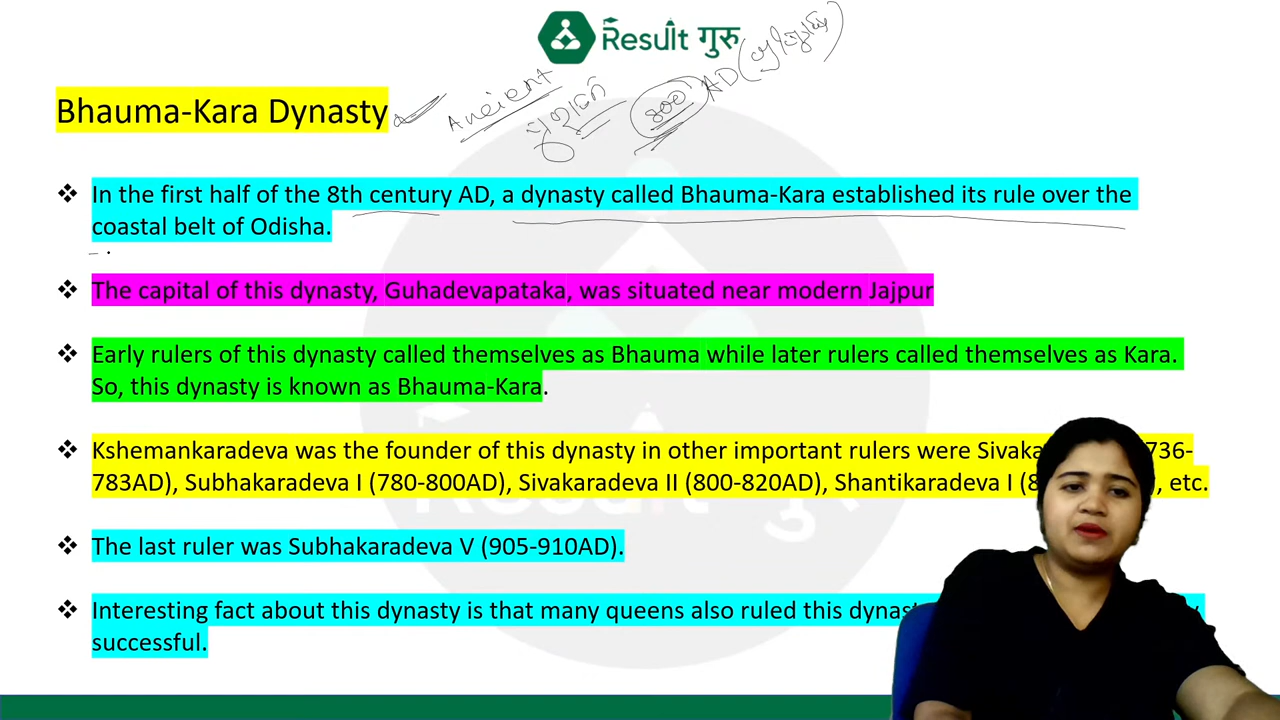 Result गुरु
Ancient
800 AD
Bhauma-Kara Dynasty
❖ In the first half of the 8th century AD, a dynasty called Bhauma-Kara established its rule over the
coastal belt of Odisha.
❖ The capital of this dynasty, Guhadevapataka, was situated near modern Jajpur
❖ Early rulers of this dynasty called themselves as Bhauma while later rulers called themselves as Kara.
So, this dynasty is known as Bhauma-Kara.
❖ Kshemankaradeva was the founder of this dynasty in other important rulers were 736-
783AD), Subhakaradeva I (780-800AD), Sivakaradeva II (800-820AD), Shantikaradeva I , etc.
❖ The last ruler was Subhakaradeva V (905-910AD).
❖ Interesting fact about this dynasty is that many queens also ruled this
successful.